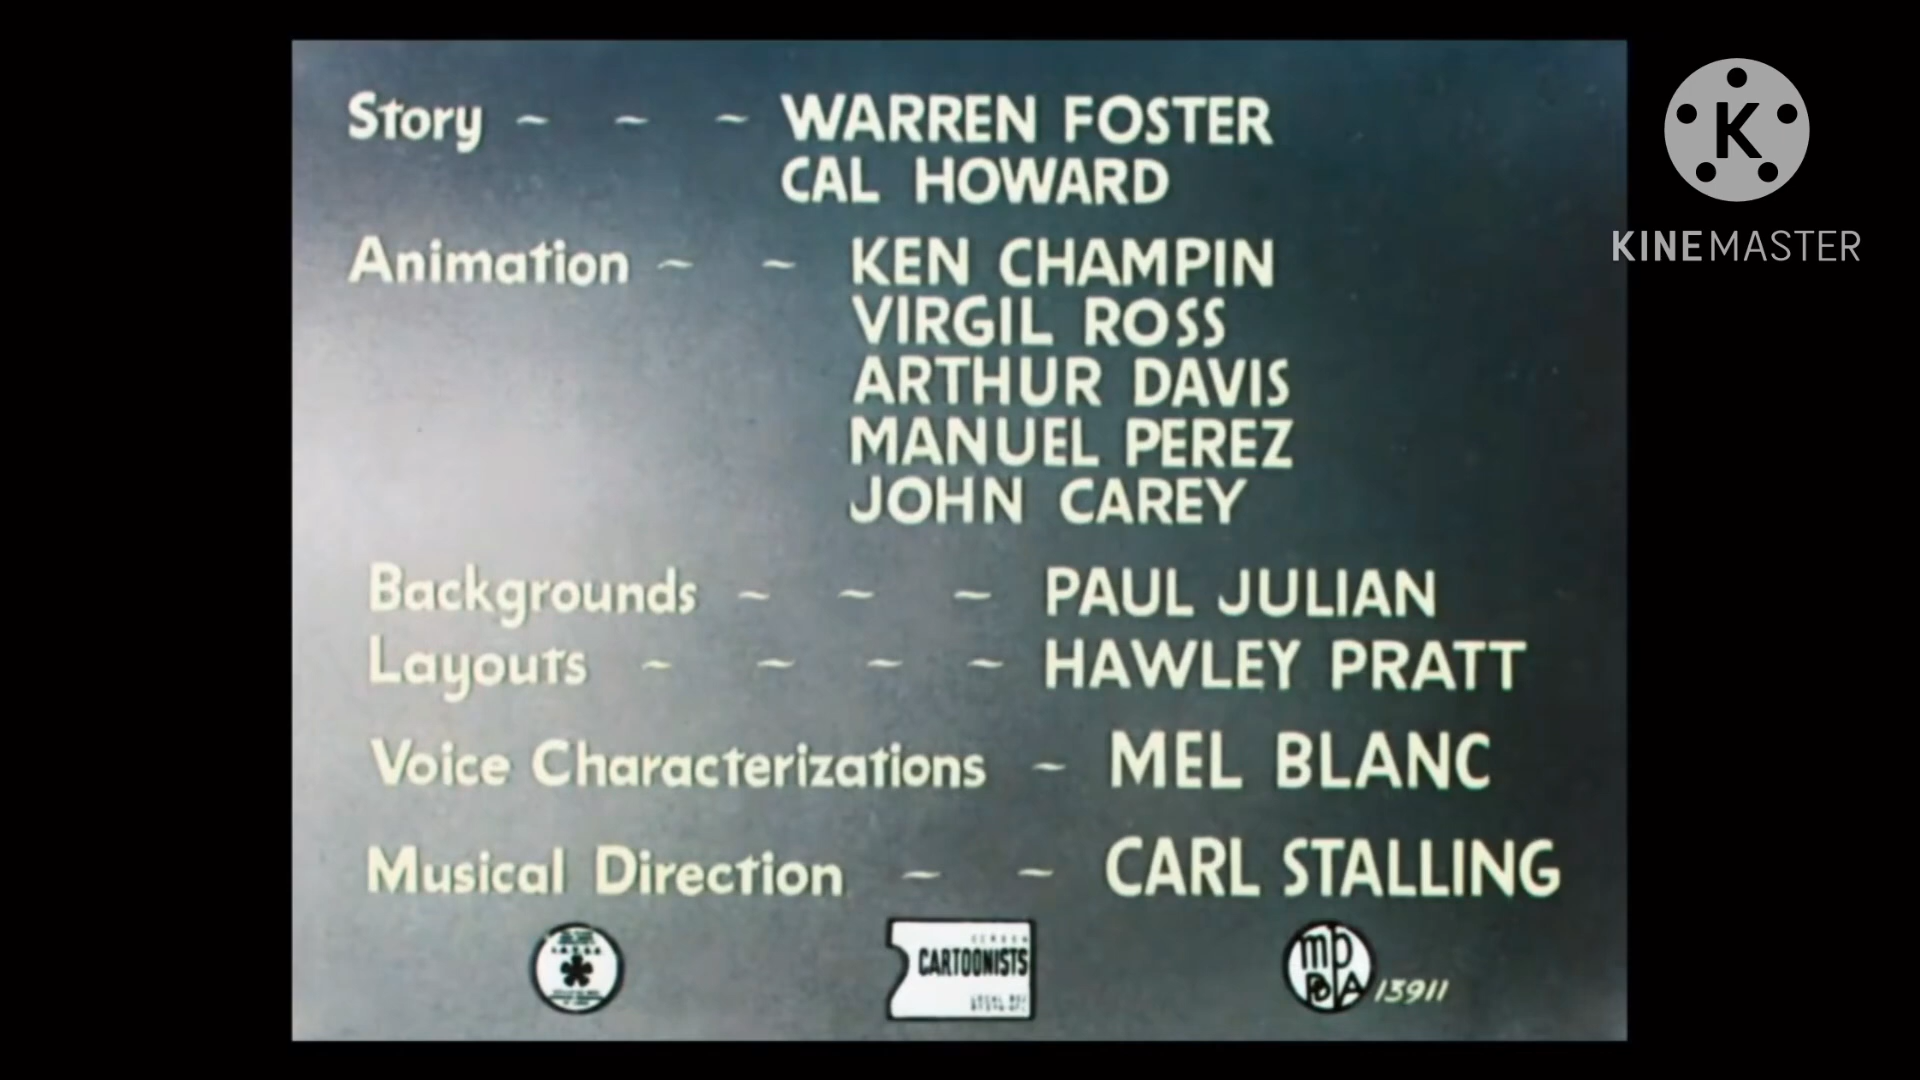 Story ~ ~ ~ WARREN FOSTER
CAL HOWARD
Animation ~ ~ KEN CHAMPIN
VIRGIL ROSS
ARTHUR DAVIS
MANUEL PEREZ
JOHN CAREY
Backgrounds ~ ~ ~ PAUL JULIAN
Layouts ~ ~ ~ ~ HAWLEY PRATT
Voice Characterizations ~ MEL BLANC
Musical Direction ~ ~ CARL STALLING
CARTOONISTS
MPPDA 13911
K
KINEMASTER